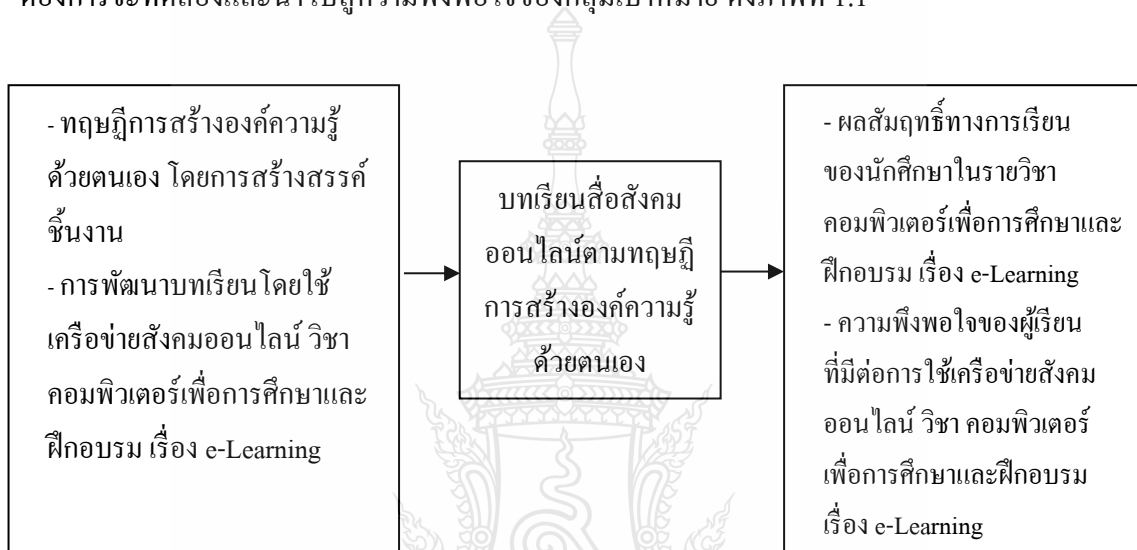 ต้องการจะทดลองและนำไปสู่ความพึงพอใจของกลุ่มเป้าหมาย ดังภาพที่ 1.1
- ทฤษฎีการสร้างองค์ความรู้
ด้วยตนเอง โดยการสร้างสรรค์
ชิ้นงาน
- การพัฒนาบทเรียนโดยใช้
เครือข่ายสังคมออนไลน์ วิชา
คอมพิวเตอร์เพื่อการศึกษาและ
ฝึกอบรม เรื่อง e-Learning
บทเรียนสื่อสังคม
ออนไลน์ตามทฤษฎี
การสร้างองค์ความรู้
ด้วยตนเอง
- ผลสัมฤทธิ์ทางการเรียน
ของนักศึกษาในรายวิชา
คอมพิวเตอร์เพื่อการศึกษาและ
ฝึกอบรม เรื่อง e-Learning
- ความพึงพอใจของผู้เรียน
ที่มีต่อการใช้เครือข่ายสังคม
ออนไลน์ วิชา คอมพิวเตอร์
เพื่อการศึกษาและฝึกอบรม
เรื่อง e-Learning